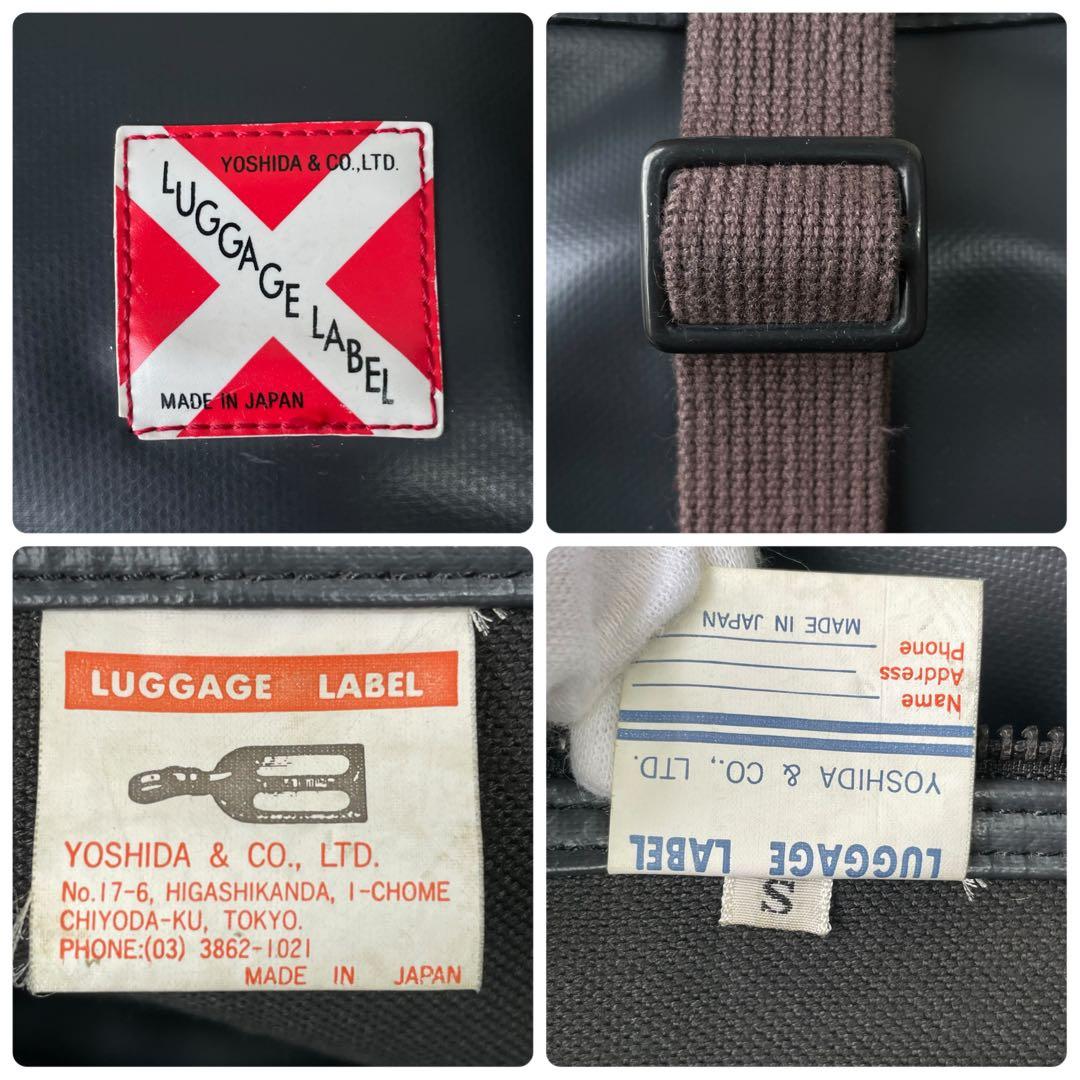 YOSHIDA & CO.,LTD.
LUGGAGE LABEL
MADE IN JAPAN
LUGGAGE LABEL
YOSHIDA & CO., LTD.
No.17-6, HIGASHIKANDA, 1-CHOME
CHIYODA-KU, TOKYO.
PHONE:(03) 3862-1021
MADE IN JAPAN
LUGGAGE LABEL
YOSHIDA & CO., LTD.
Name
Address
Phone
MADE IN JAPAN
S